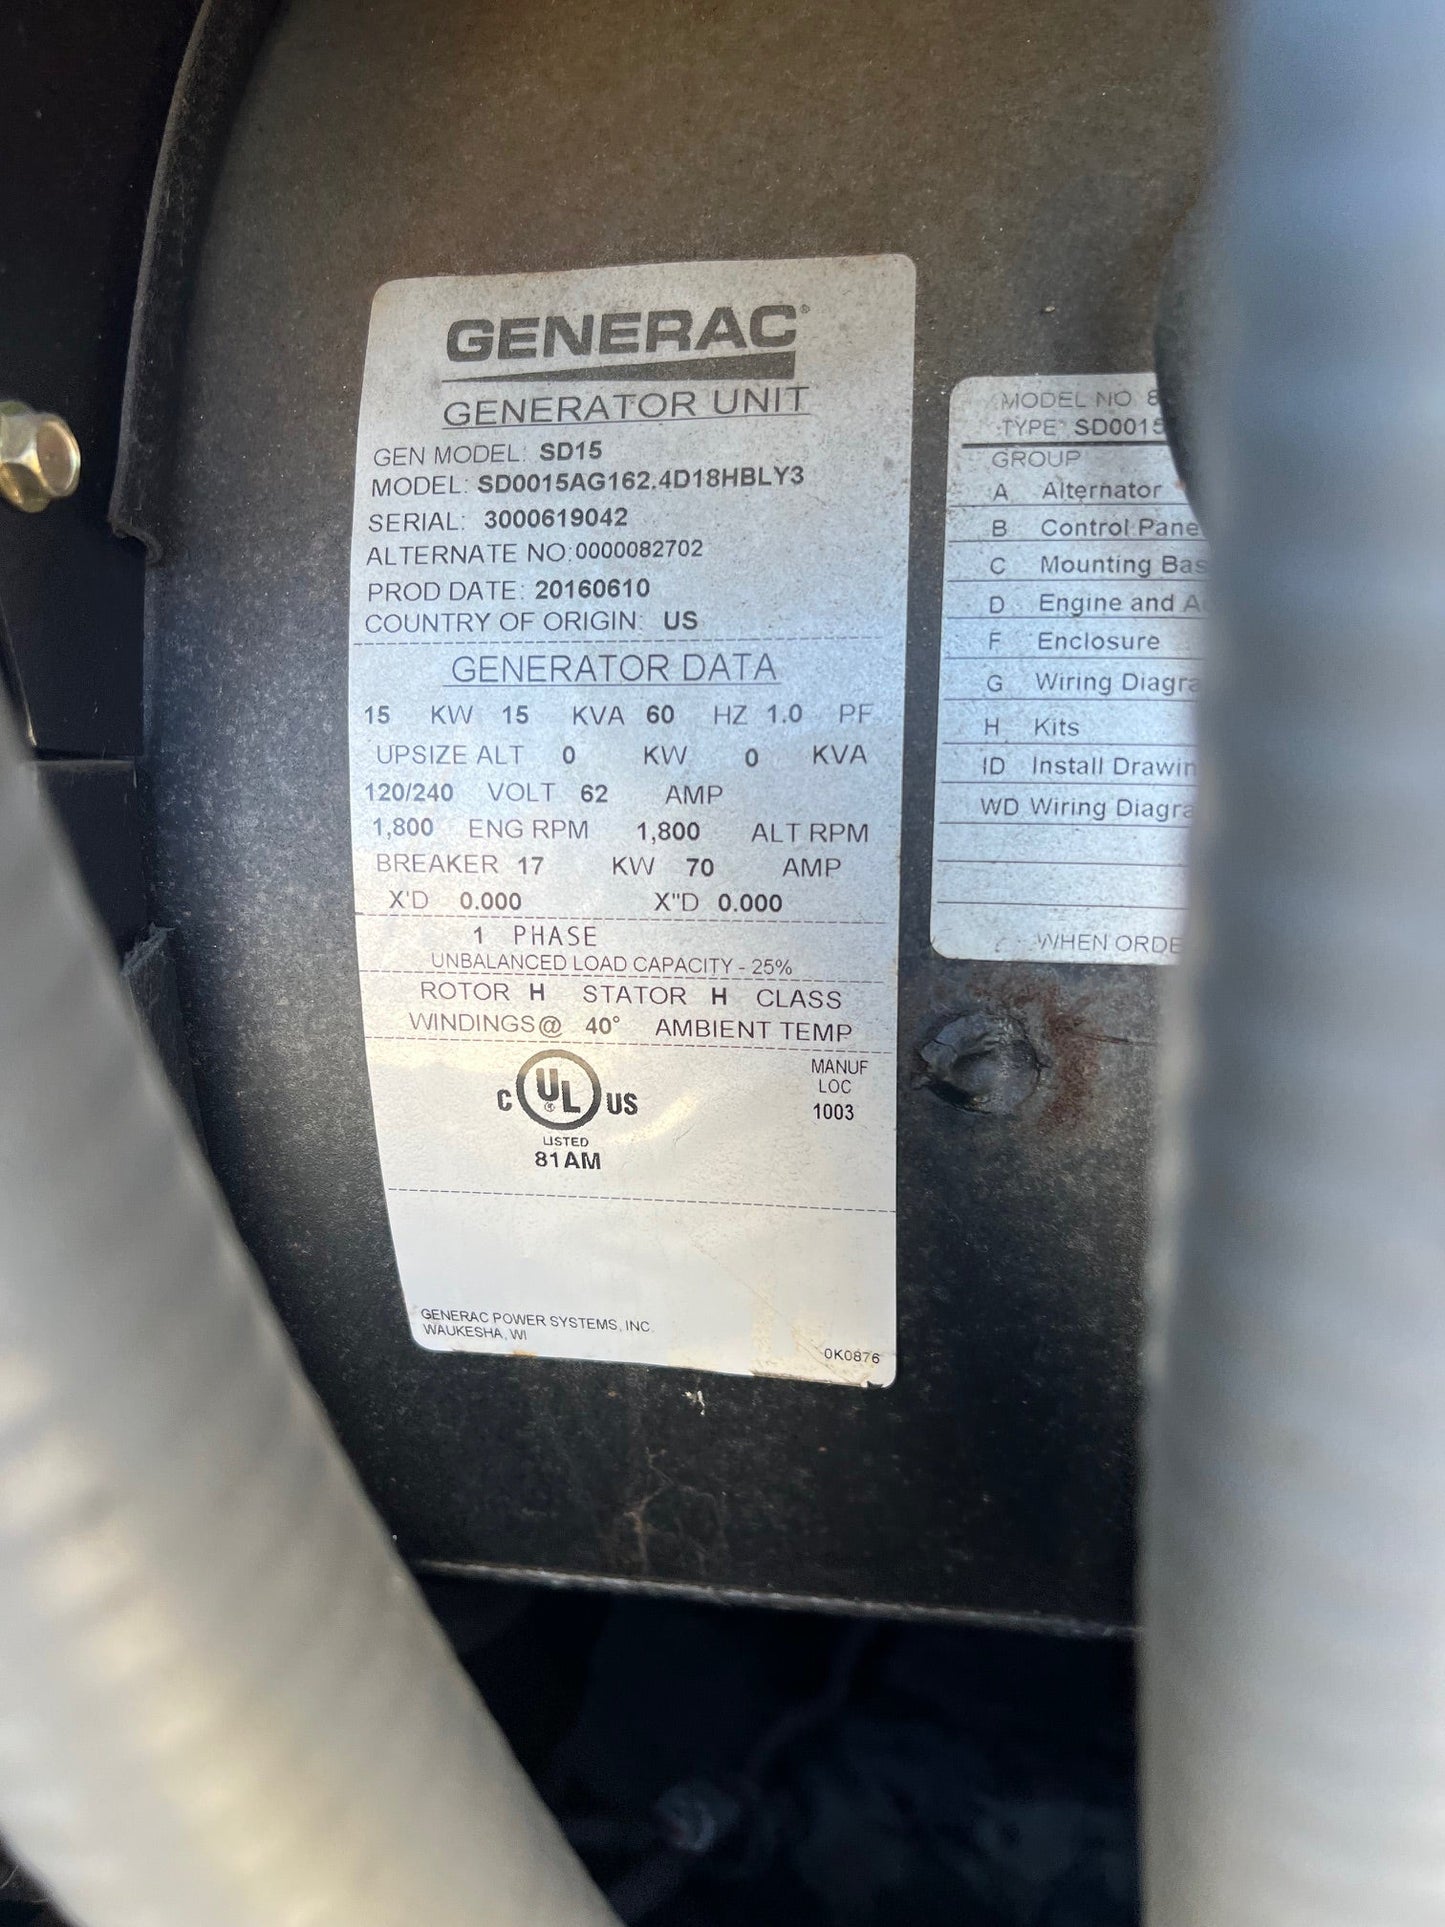 GENERAC®
GENERATOR UNIT
GEN MODEL: SD15
MODEL: SD0015AG162.4D18HBLY3
SERIAL: 3000619042
ALTERNATE NO:0000082702
PROD DATE: 20160610
COUNTRY OF ORIGIN: US
GENERATOR DATA
15 KW 15 KVA 60 HZ 1.0 PF
UPSIZE ALT 0 KW 0 KVA
120/240 VOLT 62 AMP
1,800 ENG RPM 1,800 ALT RPM
BREAKER 17 KW 70 AMP
X'D 0.000 X"D 0.000
1 PHASE
UNBALANCED LOAD CAPACITY - 25%
ROTOR H STATOR H CLASS
WINDINGS@ 40° AMBIENT TEMP
C UL® US
LISTED
81AM
MANUF
LOC
1003
GENERAC POWER SYSTEMS, INC.
WAUKESHA, WI
0K0876
MODEL NO. 8
TYPE: SD0015
GROUP
A Alternator
B Control Pane
C Mounting Bas
D Engine and A
F Enclosure
G Wiring Diagra
H Kits
ID Install Drawin
WD Wiring Diagra
WHEN ORDE